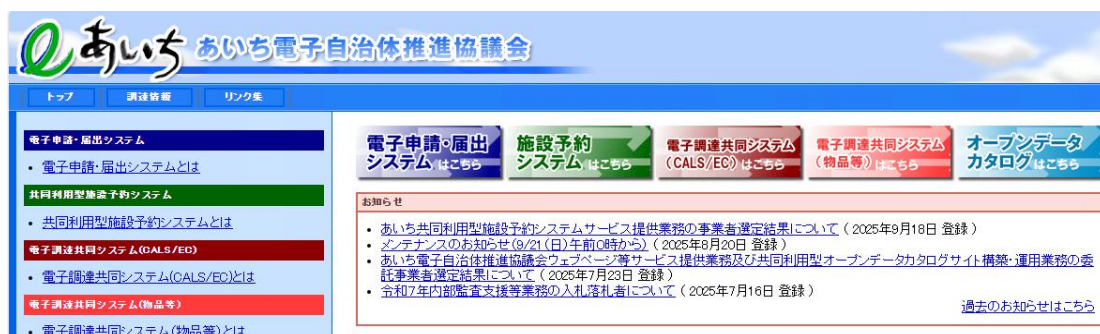 eあいち あいち電子自治体推進協議会
トップ 調達情報 リンク集
電子申請・届出システム
・ 電子申請・届出システムとは
共同利用型施設予約システム
・ 共同利用型施設予約システムとは
電子調達共同システム(CALS/EC)
・ 電子調達共同システム(CALS/EC)とは
電子調達共同システム(物品等)
・ 電子調達共同システム(物品等)とは
電子申請・届出
システム はこちら
施設予約
システム はこちら
電子調達共同システム
(CALS/EC) はこちら
電子調達共同システム
(物品等) はこちら
オープンデータ
カタログ はこちら
お知らせ
・ あいち共同利用型施設予約システムサービス提供業務の事業者選定結果について ( 2025年9月18日 登録 )
・ メンテナンスのお知らせ(9/21(日)午前0時から) ( 2025年8月20日 登録 )
・ あいち電子自治体推進協議会ウェブページ等サービス提供業務及び共同利用型オープンデータカタログサイト構築・運用業務の委
託事業者選定結果について ( 2025年7月23日 登録 )
・ 令和7年内部監査支援等業務の入札落札者について ( 2025年7月16日 登録 )
過去のお知らせはこちら